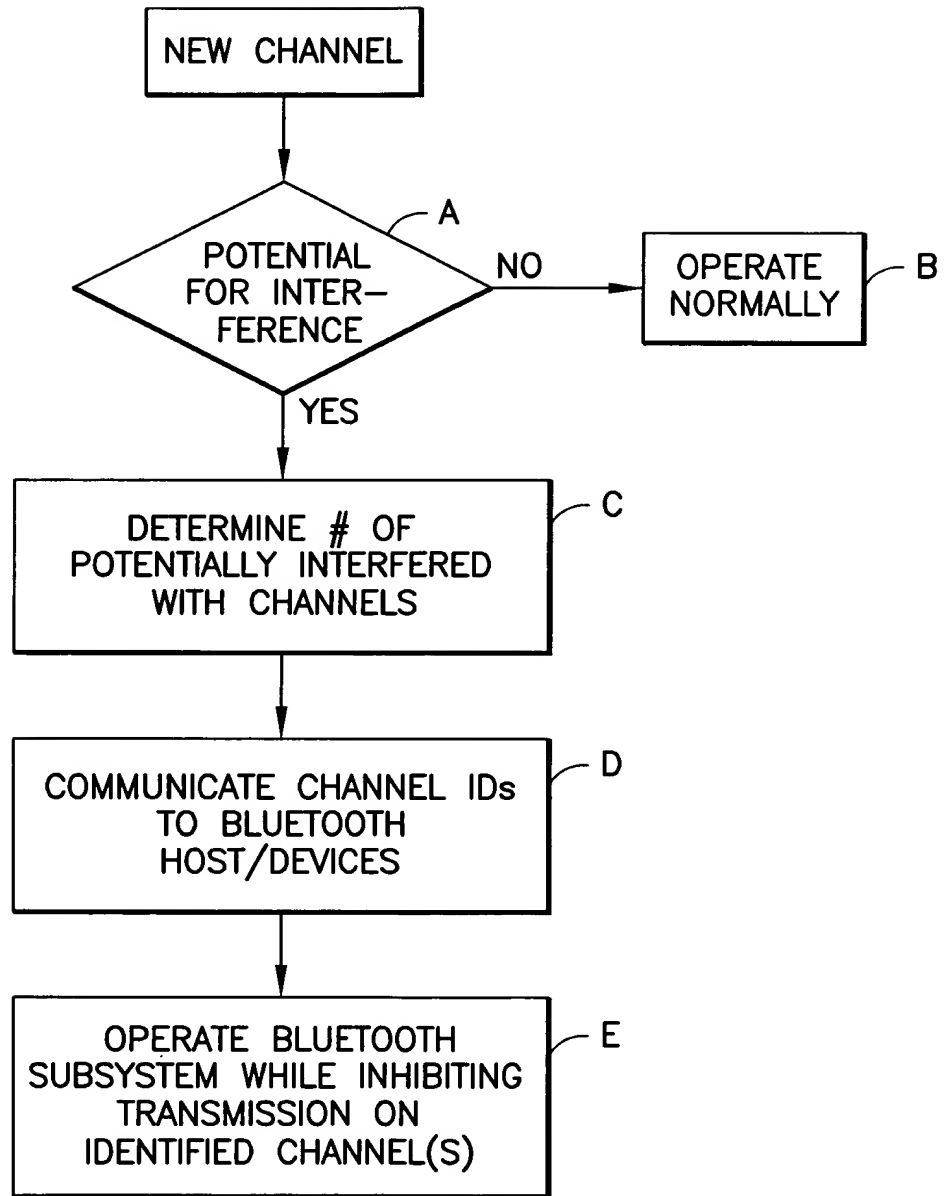 NEW CHANNEL
A
POTENTIAL
FOR INTER-
FERENCE
NO
OPERATE
NORMALLY
B
YES
C
DETERMINE # OF
POTENTIALLY INTERFERED
WITH CHANNELS
D
COMMUNICATE CHANNEL IDs
TO BLUETOOTH
HOST/DEVICES
E
OPERATE BLUETOOTH
SUBSYSTEM WHILE INHIBITING
TRANSMISSION ON
IDENTIFIED CHANNEL(S)